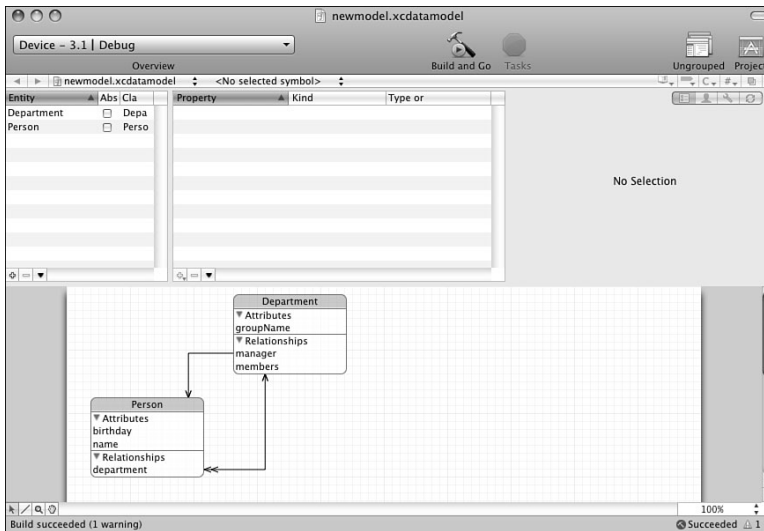 newmodel.xcdatamodel
Device – 3.1 | Debug
Overview
Build and Go
Tasks
Ungrouped
Project
newmodel.xcdatamodel
<No selected symbol>
C
#
Entity Abs Cla
Department Depa
Person Perso
Property Kind Type or
No Selection
Department
Attributes
groupName
Relationships
manager
members
Person
Attributes
birthday
name
Relationships
department
100%
Build succeeded (1 warning)
Succeeded 1